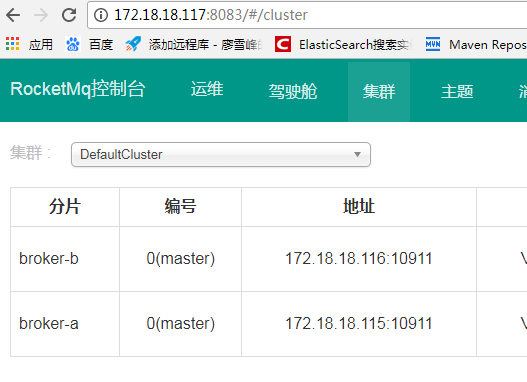 172.18.18.117:8083/#/cluster
应用 百度 添加远程库 - 廖雪峰的 ElasticSearch搜索实 Maven Repos
RocketMq控制台 运维 驾驶舱 集群 主题
集群 : DefaultCluster
分片 编号 地址
broker-b 0(master) 172.18.18.116:10911
broker-a 0(master) 172.18.18.115:10911